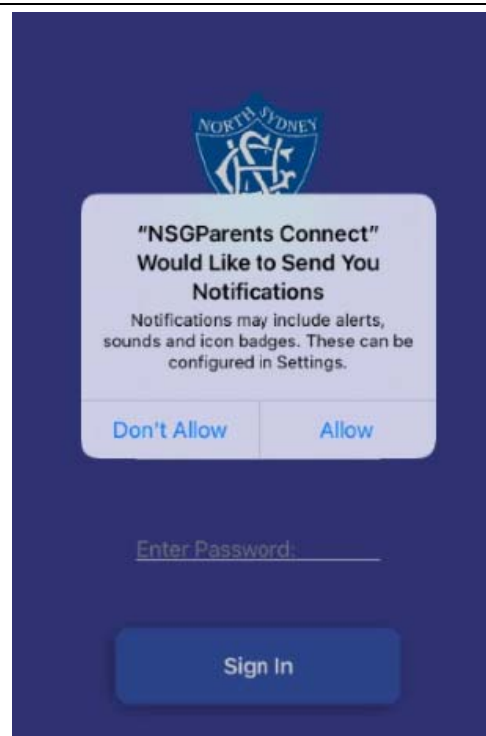 NORTH SYDNEY
"NSGParents Connect"
Would Like to Send You
Notifications
Notifications may include alerts,
sounds and icon badges. These can be
configured in Settings.
Don't Allow
Allow
Enter Password:
Sign In